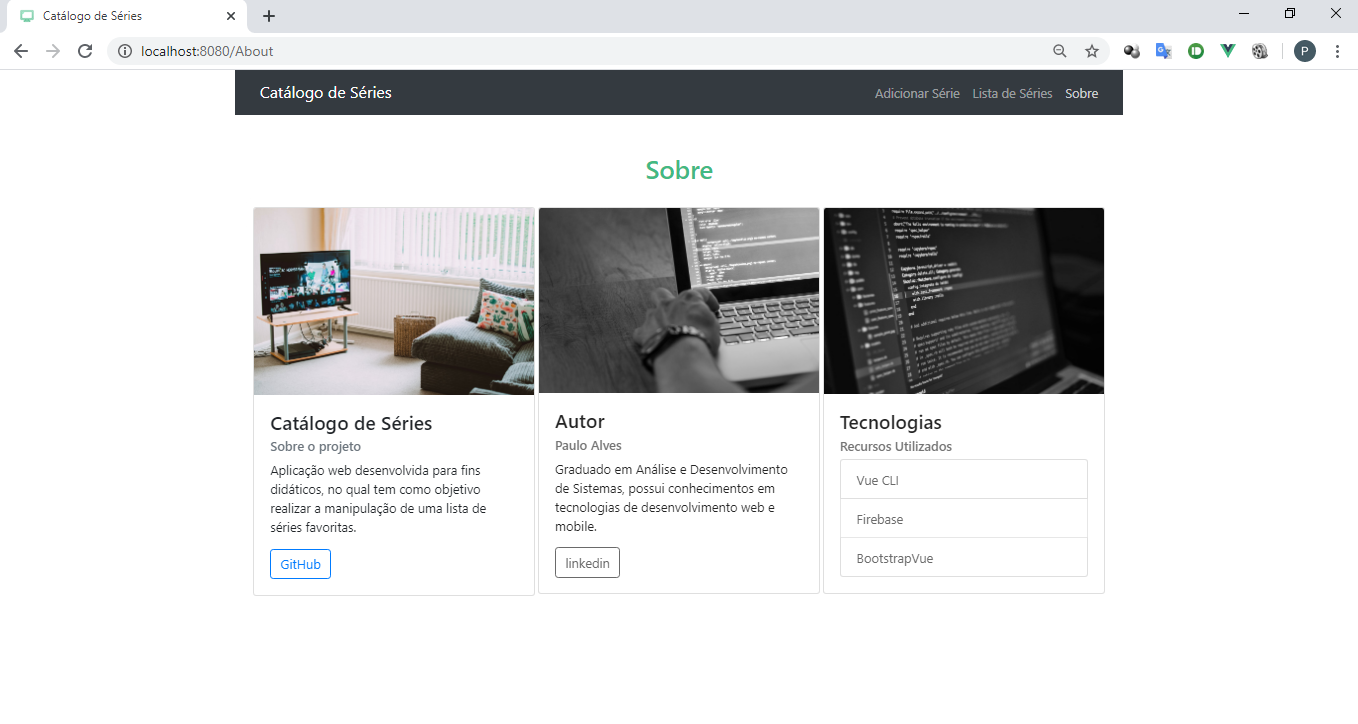 Catálogo de Séries
localhost:8080/About
P
Catálogo de Séries
Adicionar Série Lista de Séries Sobre
Sobre
Catálogo de Séries
Sobre o projeto
Aplicação web desenvolvida para fins
didáticos, no qual tem como objetivo
realizar a manipulação de uma lista de
séries favoritas.
GitHub
Autor
Paulo Alves
Graduado em Análise e Desenvolvimento
de Sistemas, possui conhecimentos em
tecnologias de desenvolvimento web e
mobile.
linkedin
Tecnologias
Recursos Utilizados
Vue CLI
Firebase
BootstrapVue